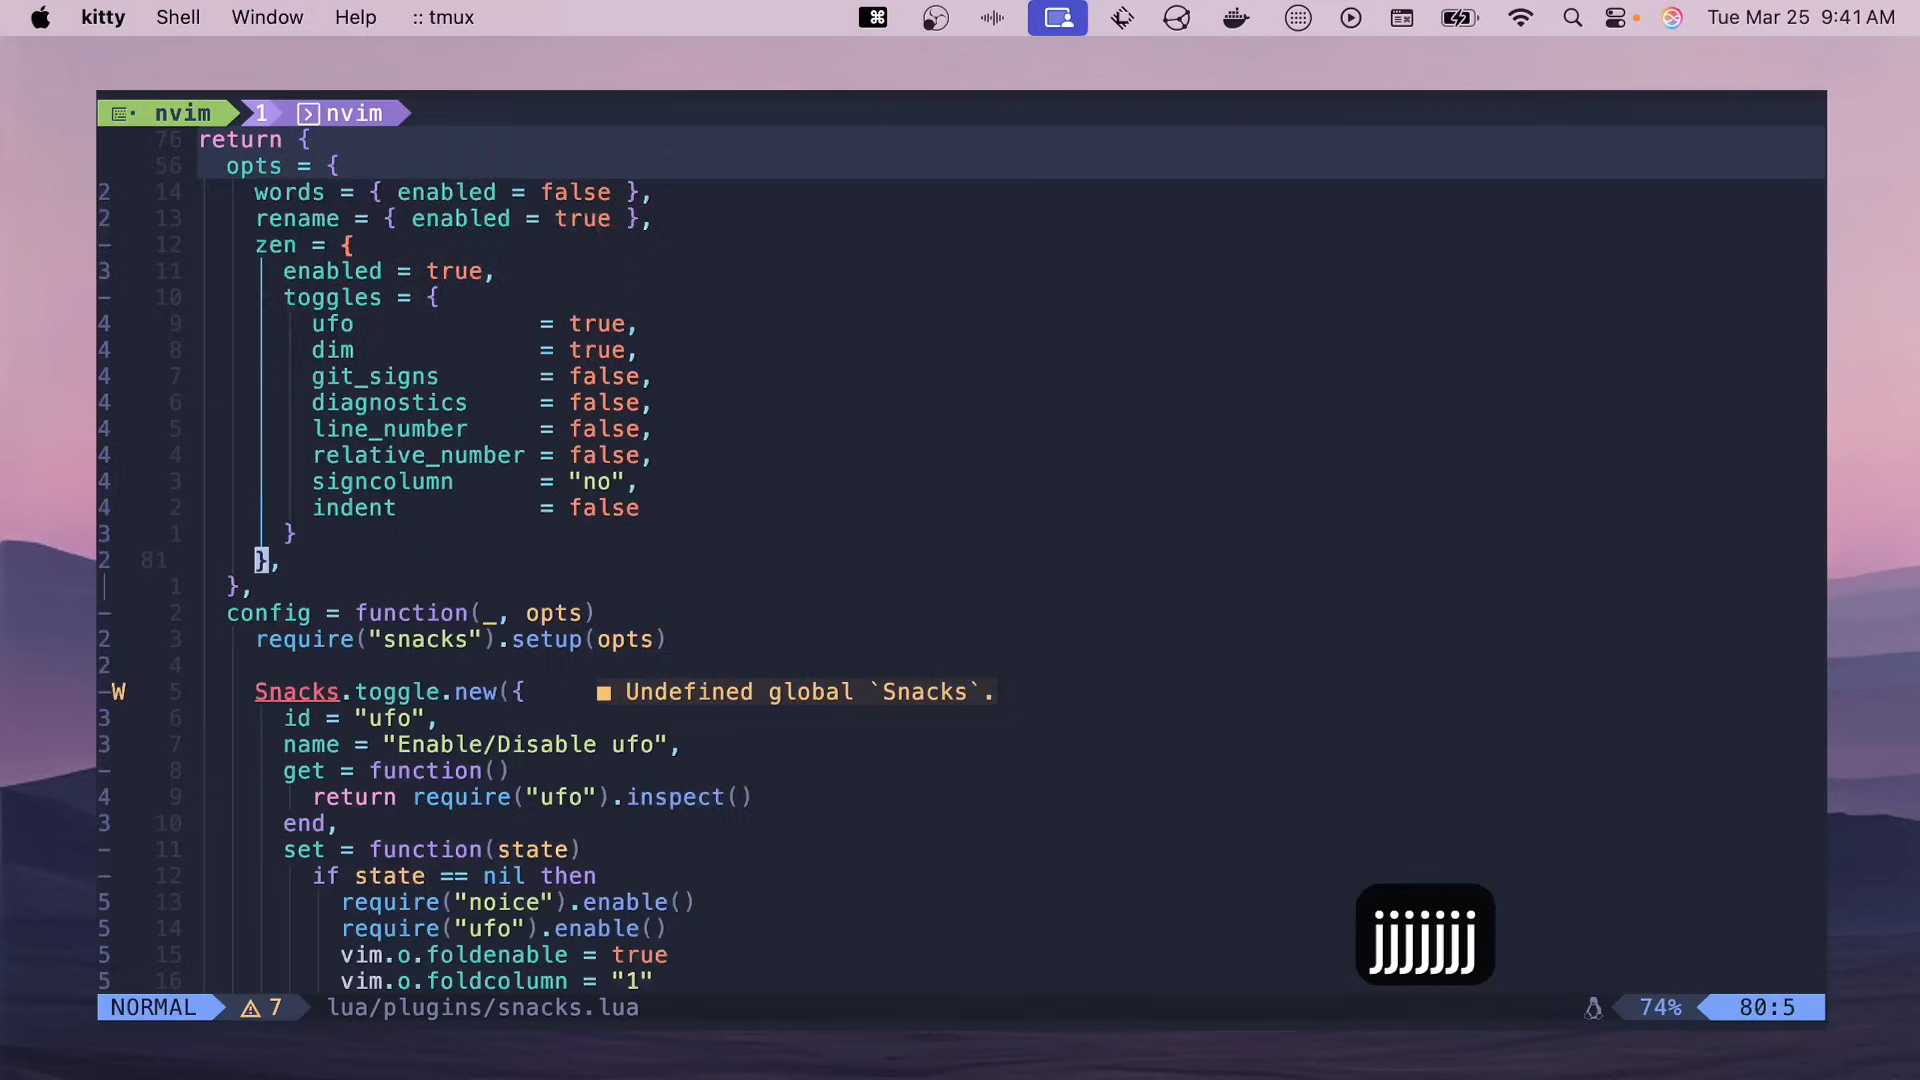 kitty Shell Window Help :: tmux Tue Mar 25 9:41 AM
nvim 1 nvim
76 return {
56 opts = {
2 14 words = { enabled = false },
2 13 rename = { enabled = true },
– 12 zen = {
3 11 enabled = true,
– 10 toggles = {
4 9 ufo = true,
4 8 dim = true,
4 7 git_signs = false,
4 6 diagnostics = false,
4 5 line_number = false,
4 4 relative_number = false,
4 3 signcolumn = "no",
4 2 indent = false
3 1 }
2 81 },
│ 1 },
– 2 config = function(_, opts)
2 3 require("snacks").setup(opts)
2 4
– W 5 Snacks.toggle.new({ ■ Undefined global `Snacks`.
3 6 id = "ufo",
3 7 name = "Enable/Disable ufo",
– 8 get = function()
4 9 return require("ufo").inspect()
3 10 end,
– 11 set = function(state)
– 12 if state == nil then
5 13 require("noice").enable()
5 14 require("ufo").enable()
5 15 vim.o.foldenable = true
5 16 vim.o.foldcolumn = "1"
jjjjjjj
NORMAL 7 lua/plugins/snacks.lua 74% 80:5